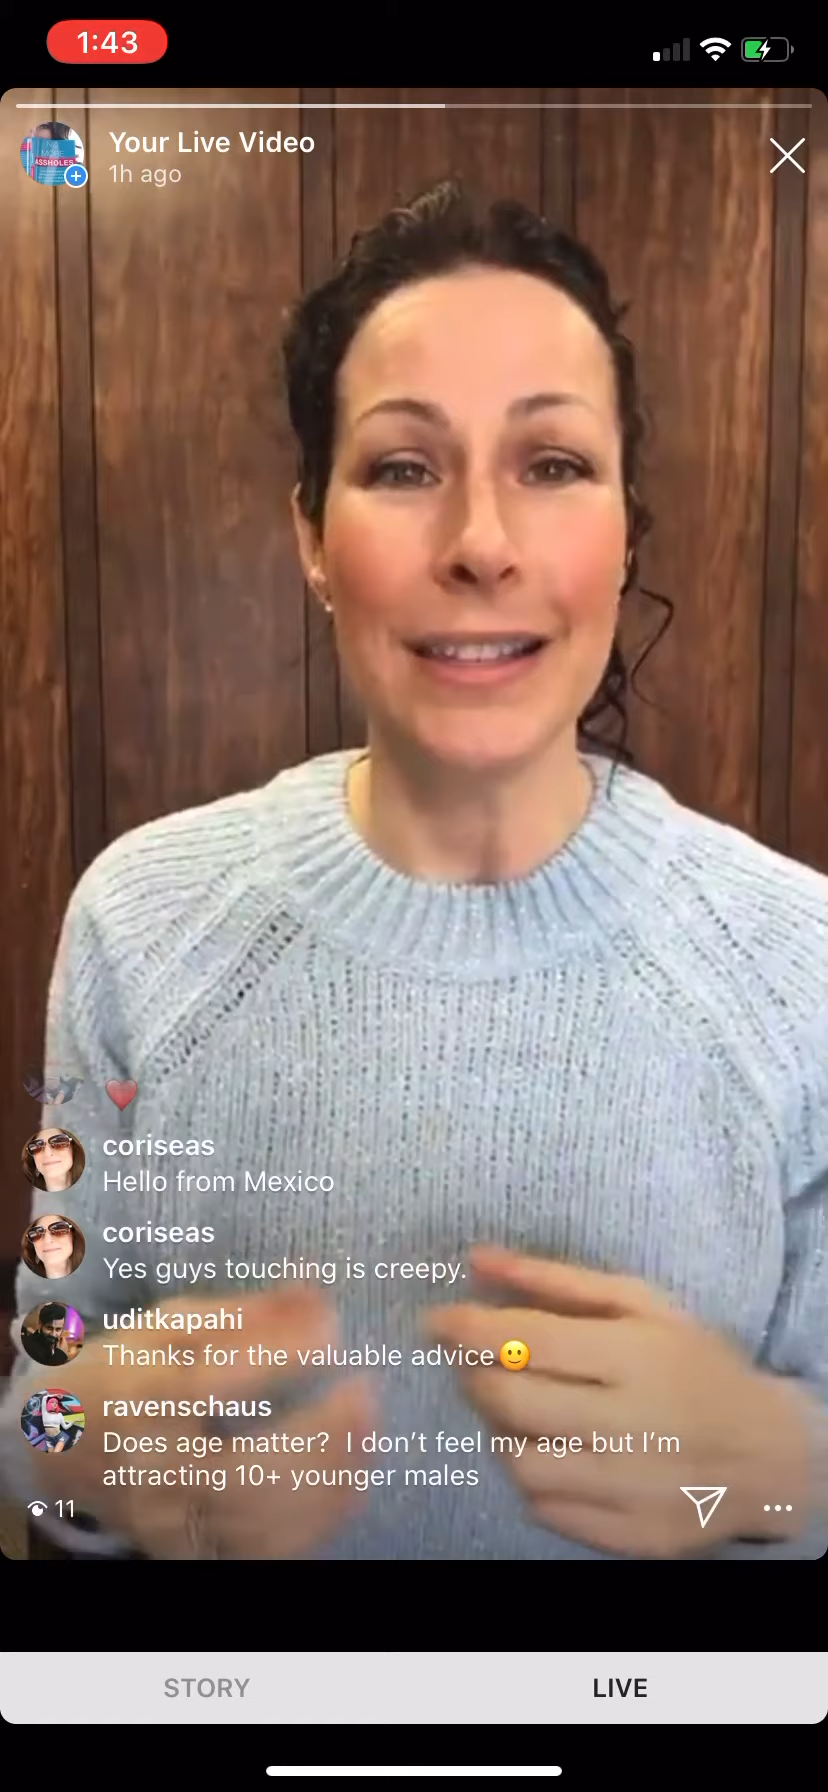 1:43
Your Live Video
1h ago
MORE
ASSHOLES
coriseas
Hello from Mexico
coriseas
Yes guys touching is creepy.
uditkapahi
Thanks for the valuable advice🙂
ravenschaus
Does age matter?  I don’t feel my age but I’m
attracting 10+ younger males
11
STORY
LIVE